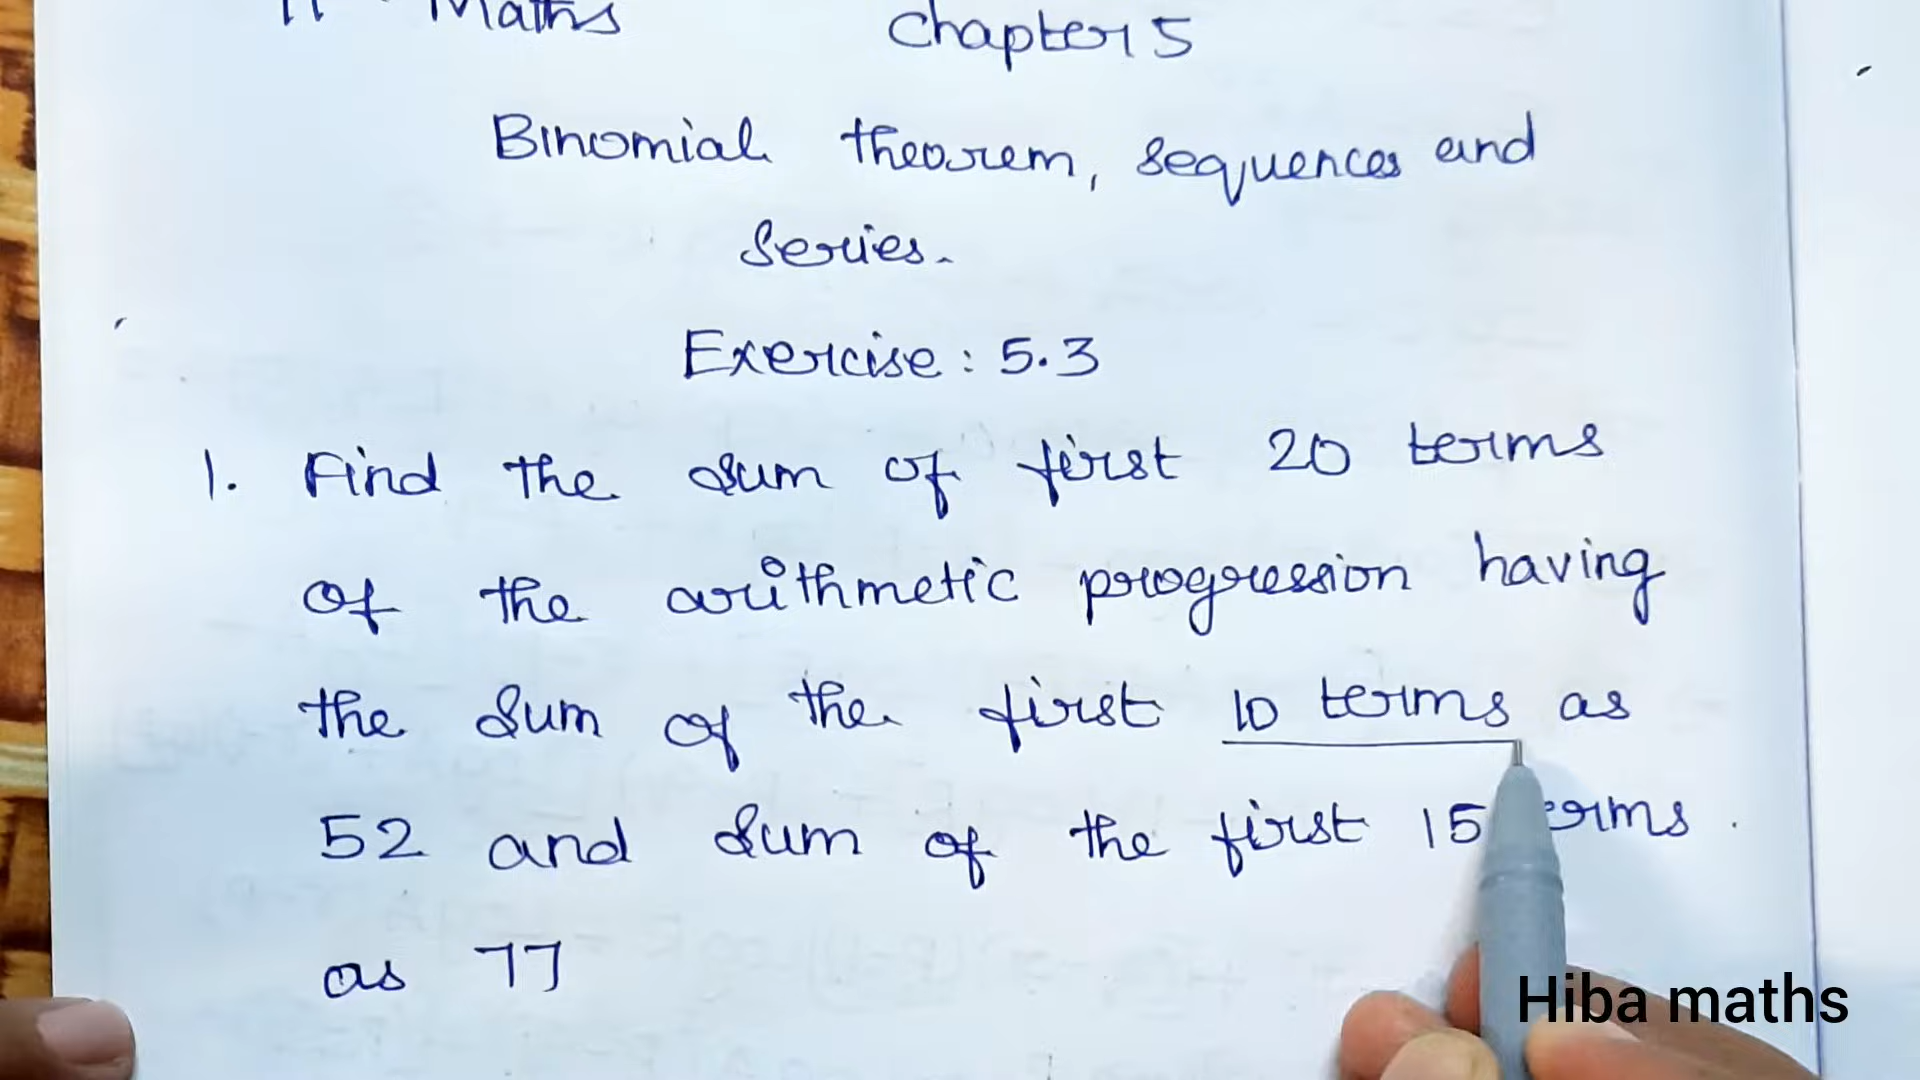 Maths Chapter 5
Binomial theorem, sequences and
series.
Exercise : 5.3
1. Find the sum of first 20 terms
of the arithmetic progression having
the sum of the first 10 terms as
52 and sum of the first 15
as 77
Hiba maths